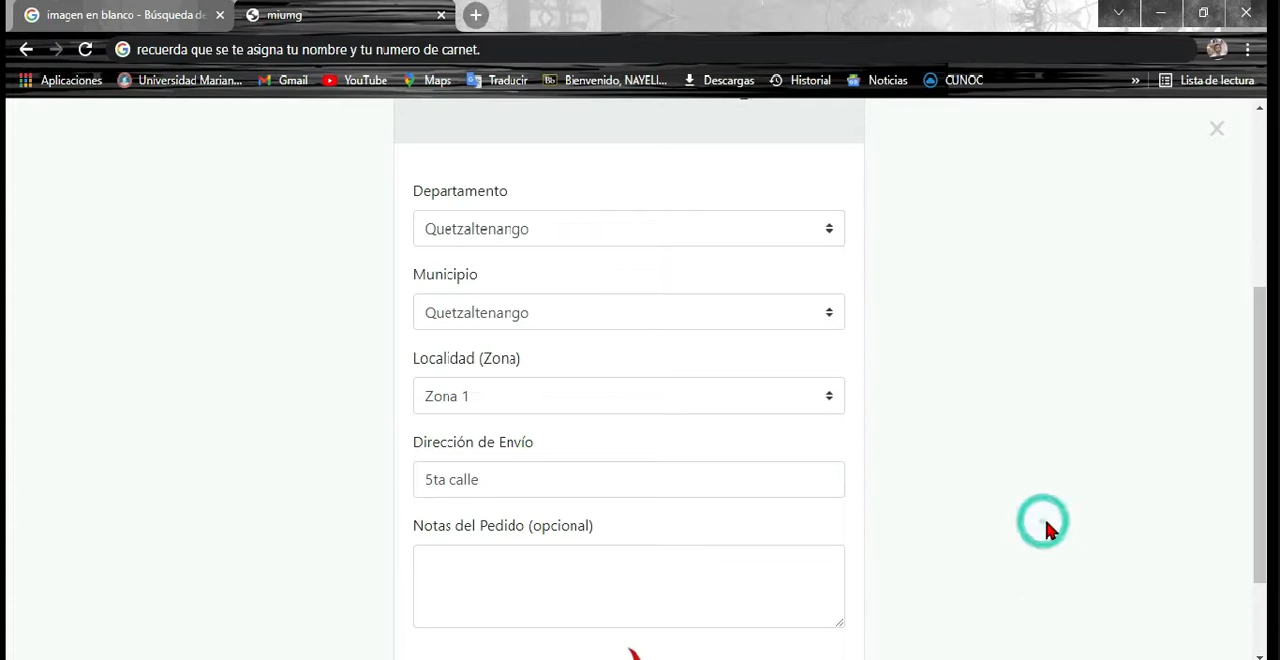 imagen en blanco - Búsqueda de
miumg
recuerda que se te asigna tu nombre y tu numero de carnet.
Aplicaciones
Universidad Marian...
Gmail
YouTube
Maps
Traducir
Bienvenido, NAYELI...
Descargas
Historial
Noticias
CUNOC
»
Lista de lectura
Departamento
Quetzaltenango
Municipio
Quetzaltenango
Localidad (Zona)
Zona 1
Dirección de Envío
5ta calle
Notas del Pedido (opcional)